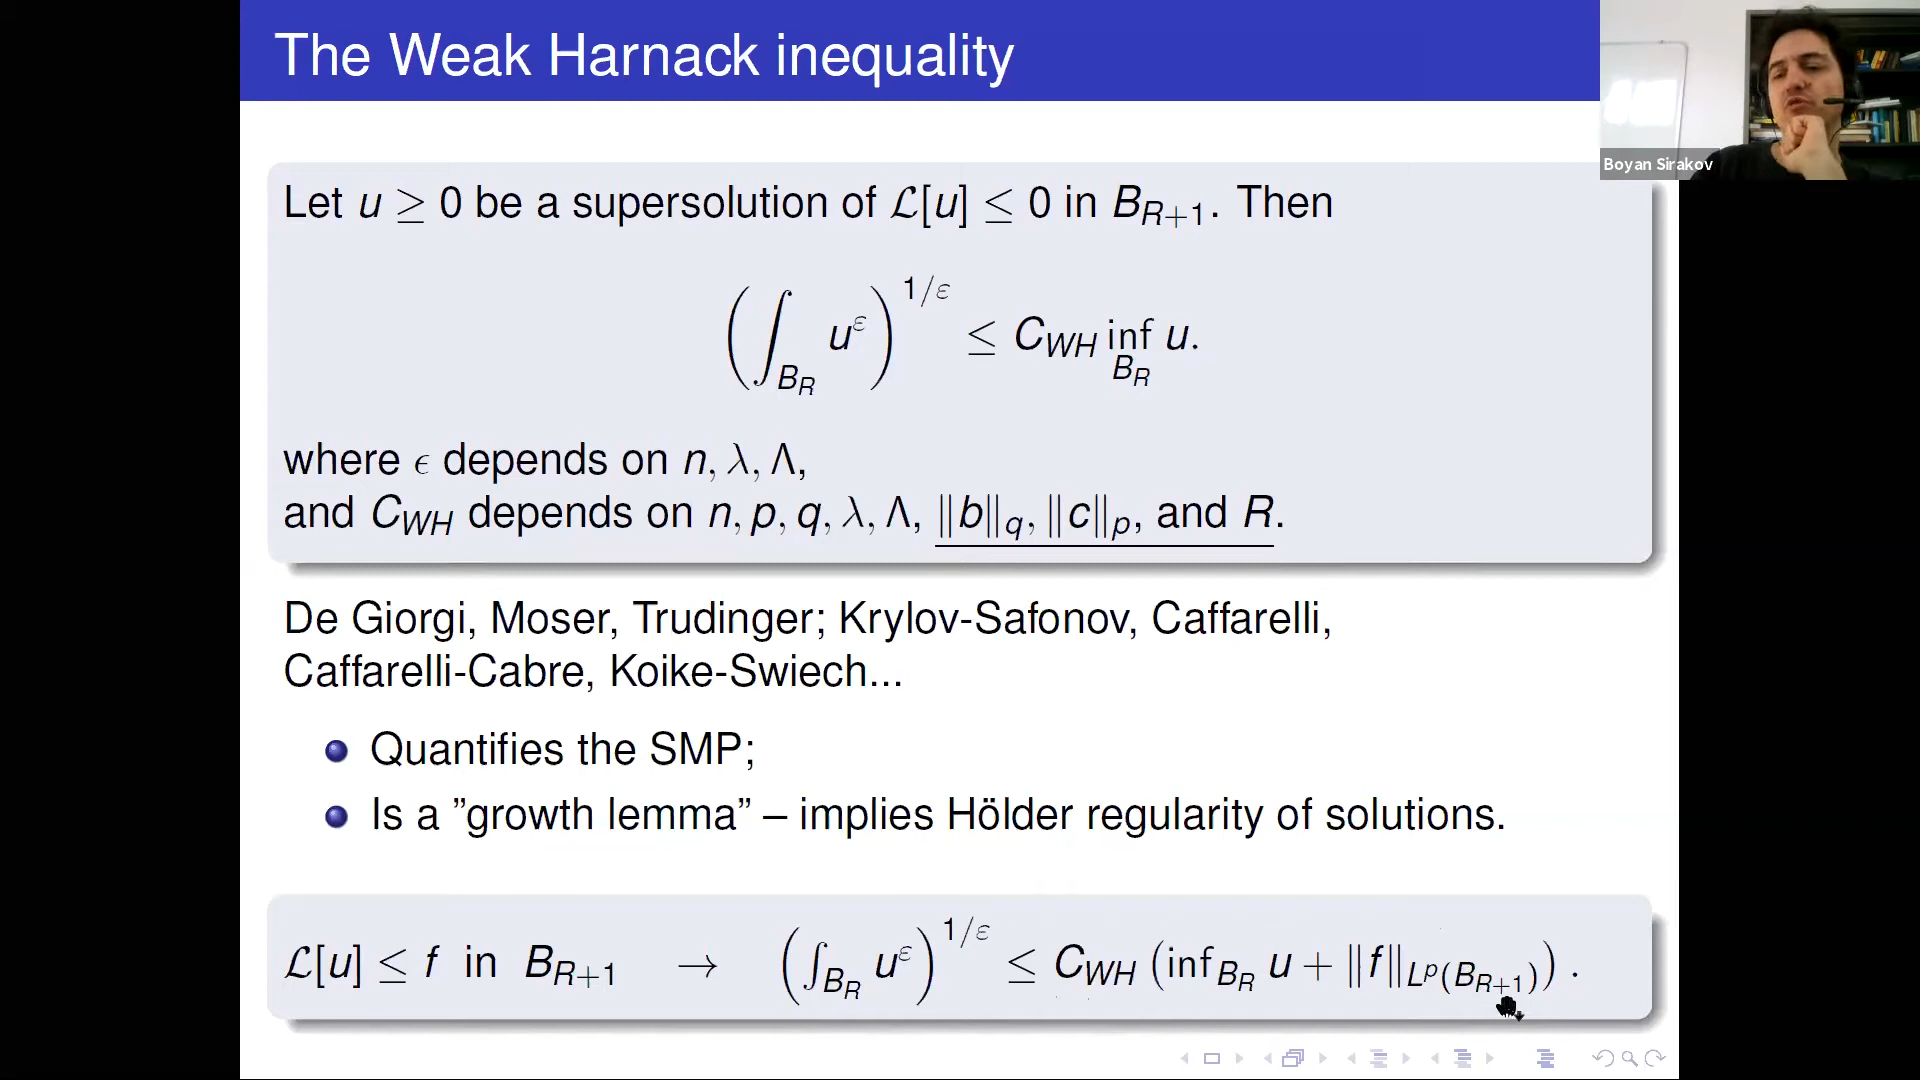 The Weak Harnack inequality
Boyan Sirakov
Let u ≥ 0 be a supersolution of ℒ[u] ≤ 0 in B_{R+1}. Then
(∫_{B_R} u^ε)^{1/ε} ≤ C_{WH} inf_{B_R} u.
where ϵ depends on n, λ, Λ,
and C_{WH} depends on n, p, q, λ, Λ, ‖b‖_q, ‖c‖_p, and R.
De Giorgi, Moser, Trudinger; Krylov-Safonov, Caffarelli,
Caffarelli-Cabre, Koike-Swiech...
Quantifies the SMP;
Is a ”growth lemma” – implies Hölder regularity of solutions.
ℒ[u] ≤ f in B_{R+1} → (∫_{B_R} u^ε)^{1/ε} ≤ C_{WH} (inf_{B_R} u + ‖f‖_{L^p(B_{R+1})}) .